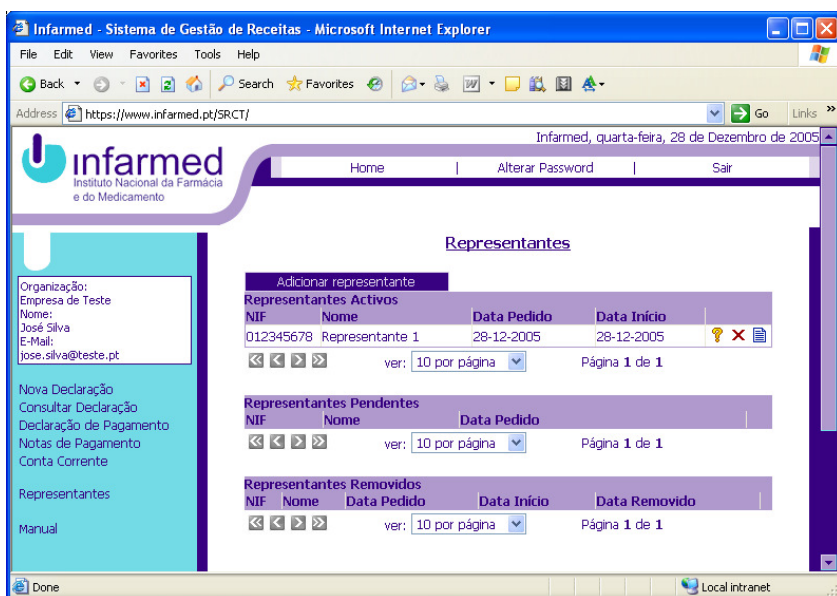 Infarmed - Sistema de Gestão de Receitas - Microsoft Internet Explorer
File Edit View Favorites Tools Help
Back Search Favorites
Address https://www.infarmed.pt/SRCT/ Go Links »
Infarmed, quarta-feira, 28 de Dezembro de 2005
infarmed
Instituto Nacional da Farmácia
e do Medicamento
Home | Alterar Password | Sair
Representantes
Organização:
Empresa de Teste
Nome:
José Silva
E-Mail:
jose.silva@teste.pt
Nova Declaração
Consultar Declaração
Declaração de Pagamento
Notas de Pagamento
Conta Corrente
Representantes
Manual
Adicionar representante
Representantes Activos
NIF Nome Data Pedido Data Início
012345678 Representante 1 28-12-2005 28-12-2005
ver: 10 por página Página 1 de 1
Representantes Pendentes
NIF Nome Data Pedido
ver: 10 por página Página 1 de 1
Representantes Removidos
NIF Nome Data Pedido Data Início Data Removido
ver: 10 por página Página 1 de 1
Done Local intranet